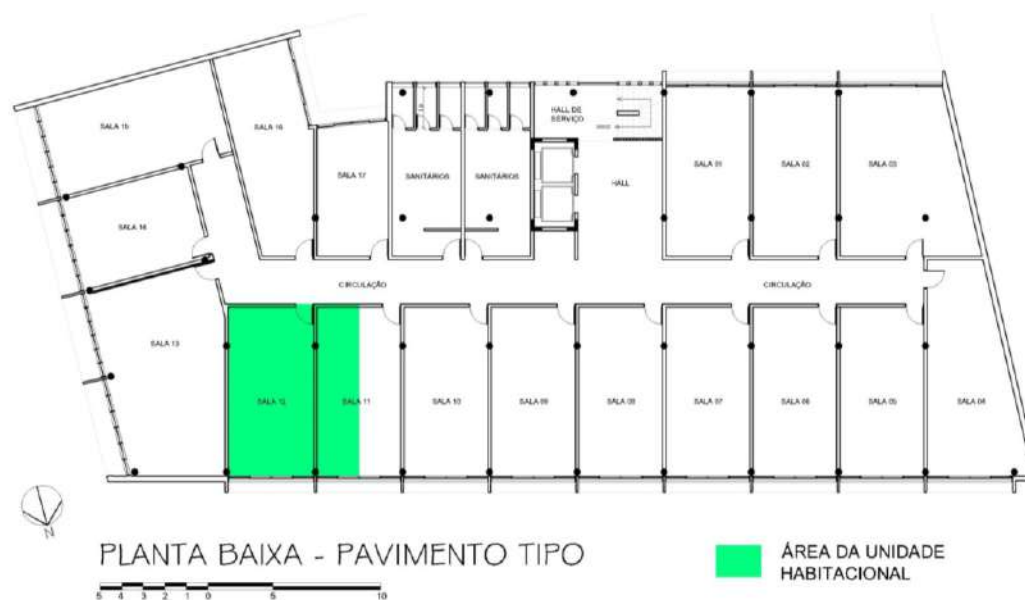 SALA 15
SALA 16
SALA 17
SANITÁRIOS
SANITÁRIOS
HALL DE
SERVIÇO
HALL
SALA 01
SALA 02
SALA 03
SALA 14
CIRCULAÇÃO
CIRCULAÇÃO
SALA 13
SALA 12
SALA 11
SALA 10
SALA 09
SALA 08
SALA 07
SALA 06
SALA 05
SALA 04
N
PLANTA BAIXA - PAVIMENTO TIPO
5 4 3 2 1 0 5 10
ÁREA DA UNIDADE
HABITACIONAL